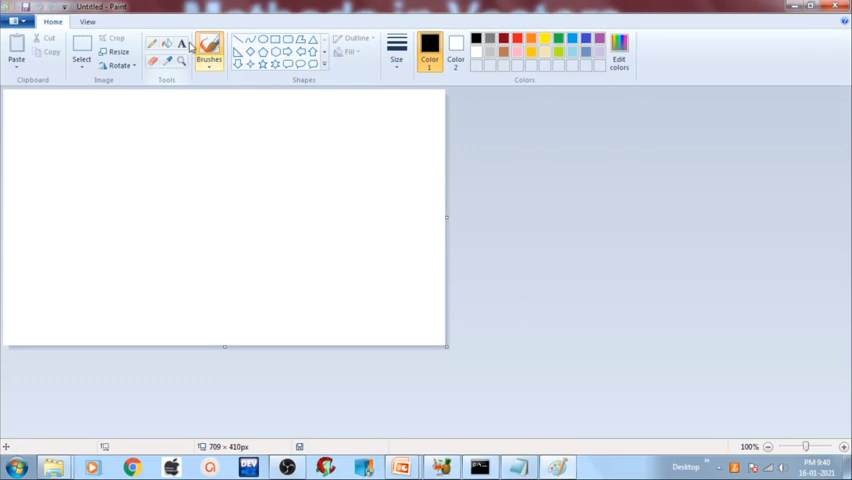 Untitled - Paint
Home View
Cut
Copy
Paste
Clipboard
Crop
Resize
Rotate
Select
Image
A
Tools
Brushes
Outline
Fill
Shapes
Size
Color 1
Color 2
Edit colors
Colors
709 × 410px
100%
DEV
Desktop
PM 9:40
16-01-2021